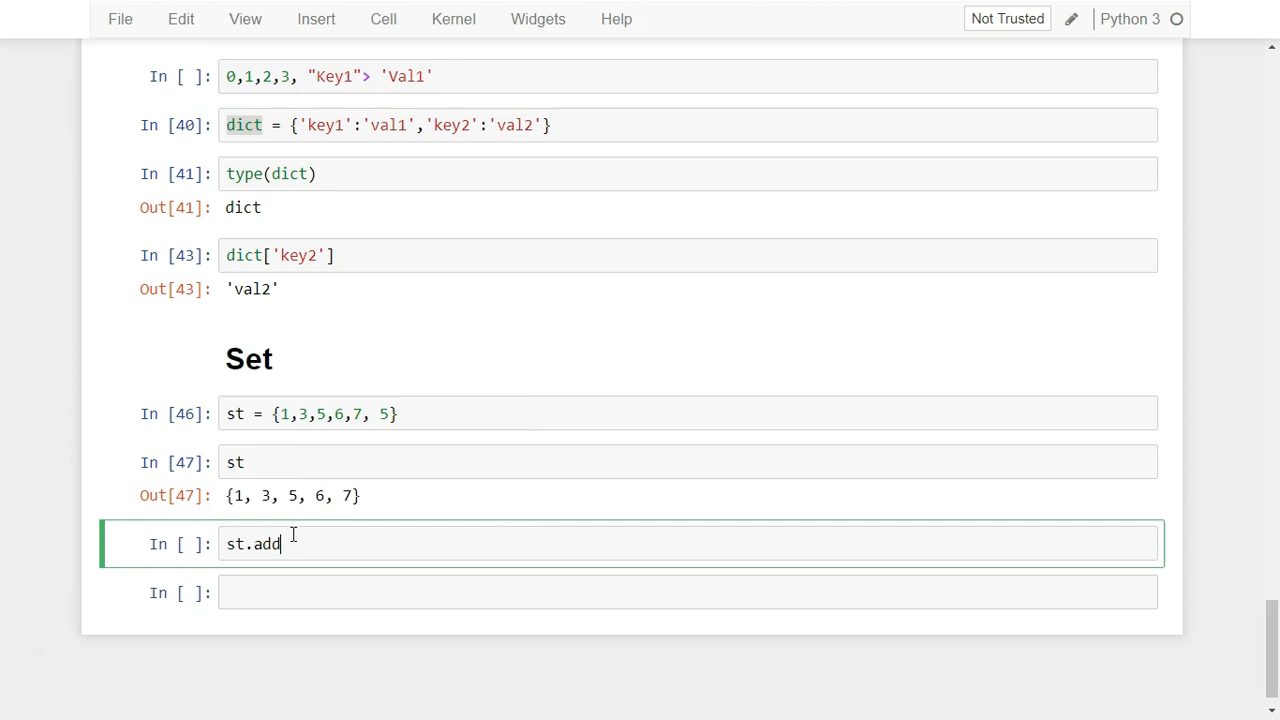 File Edit View Insert Cell Kernel Widgets Help Not Trusted Python 3
In [ ]: 0,1,2,3, "Key1"> 'Val1'
In [40]: dict = {'key1':'val1','key2':'val2'}
In [41]: type(dict)
Out[41]: dict
In [43]: dict['key2']
Out[43]: 'val2'
Set
In [46]: st = {1,3,5,6,7, 5}
In [47]: st
Out[47]: {1, 3, 5, 6, 7}
In [ ]: st.add
In [ ]: